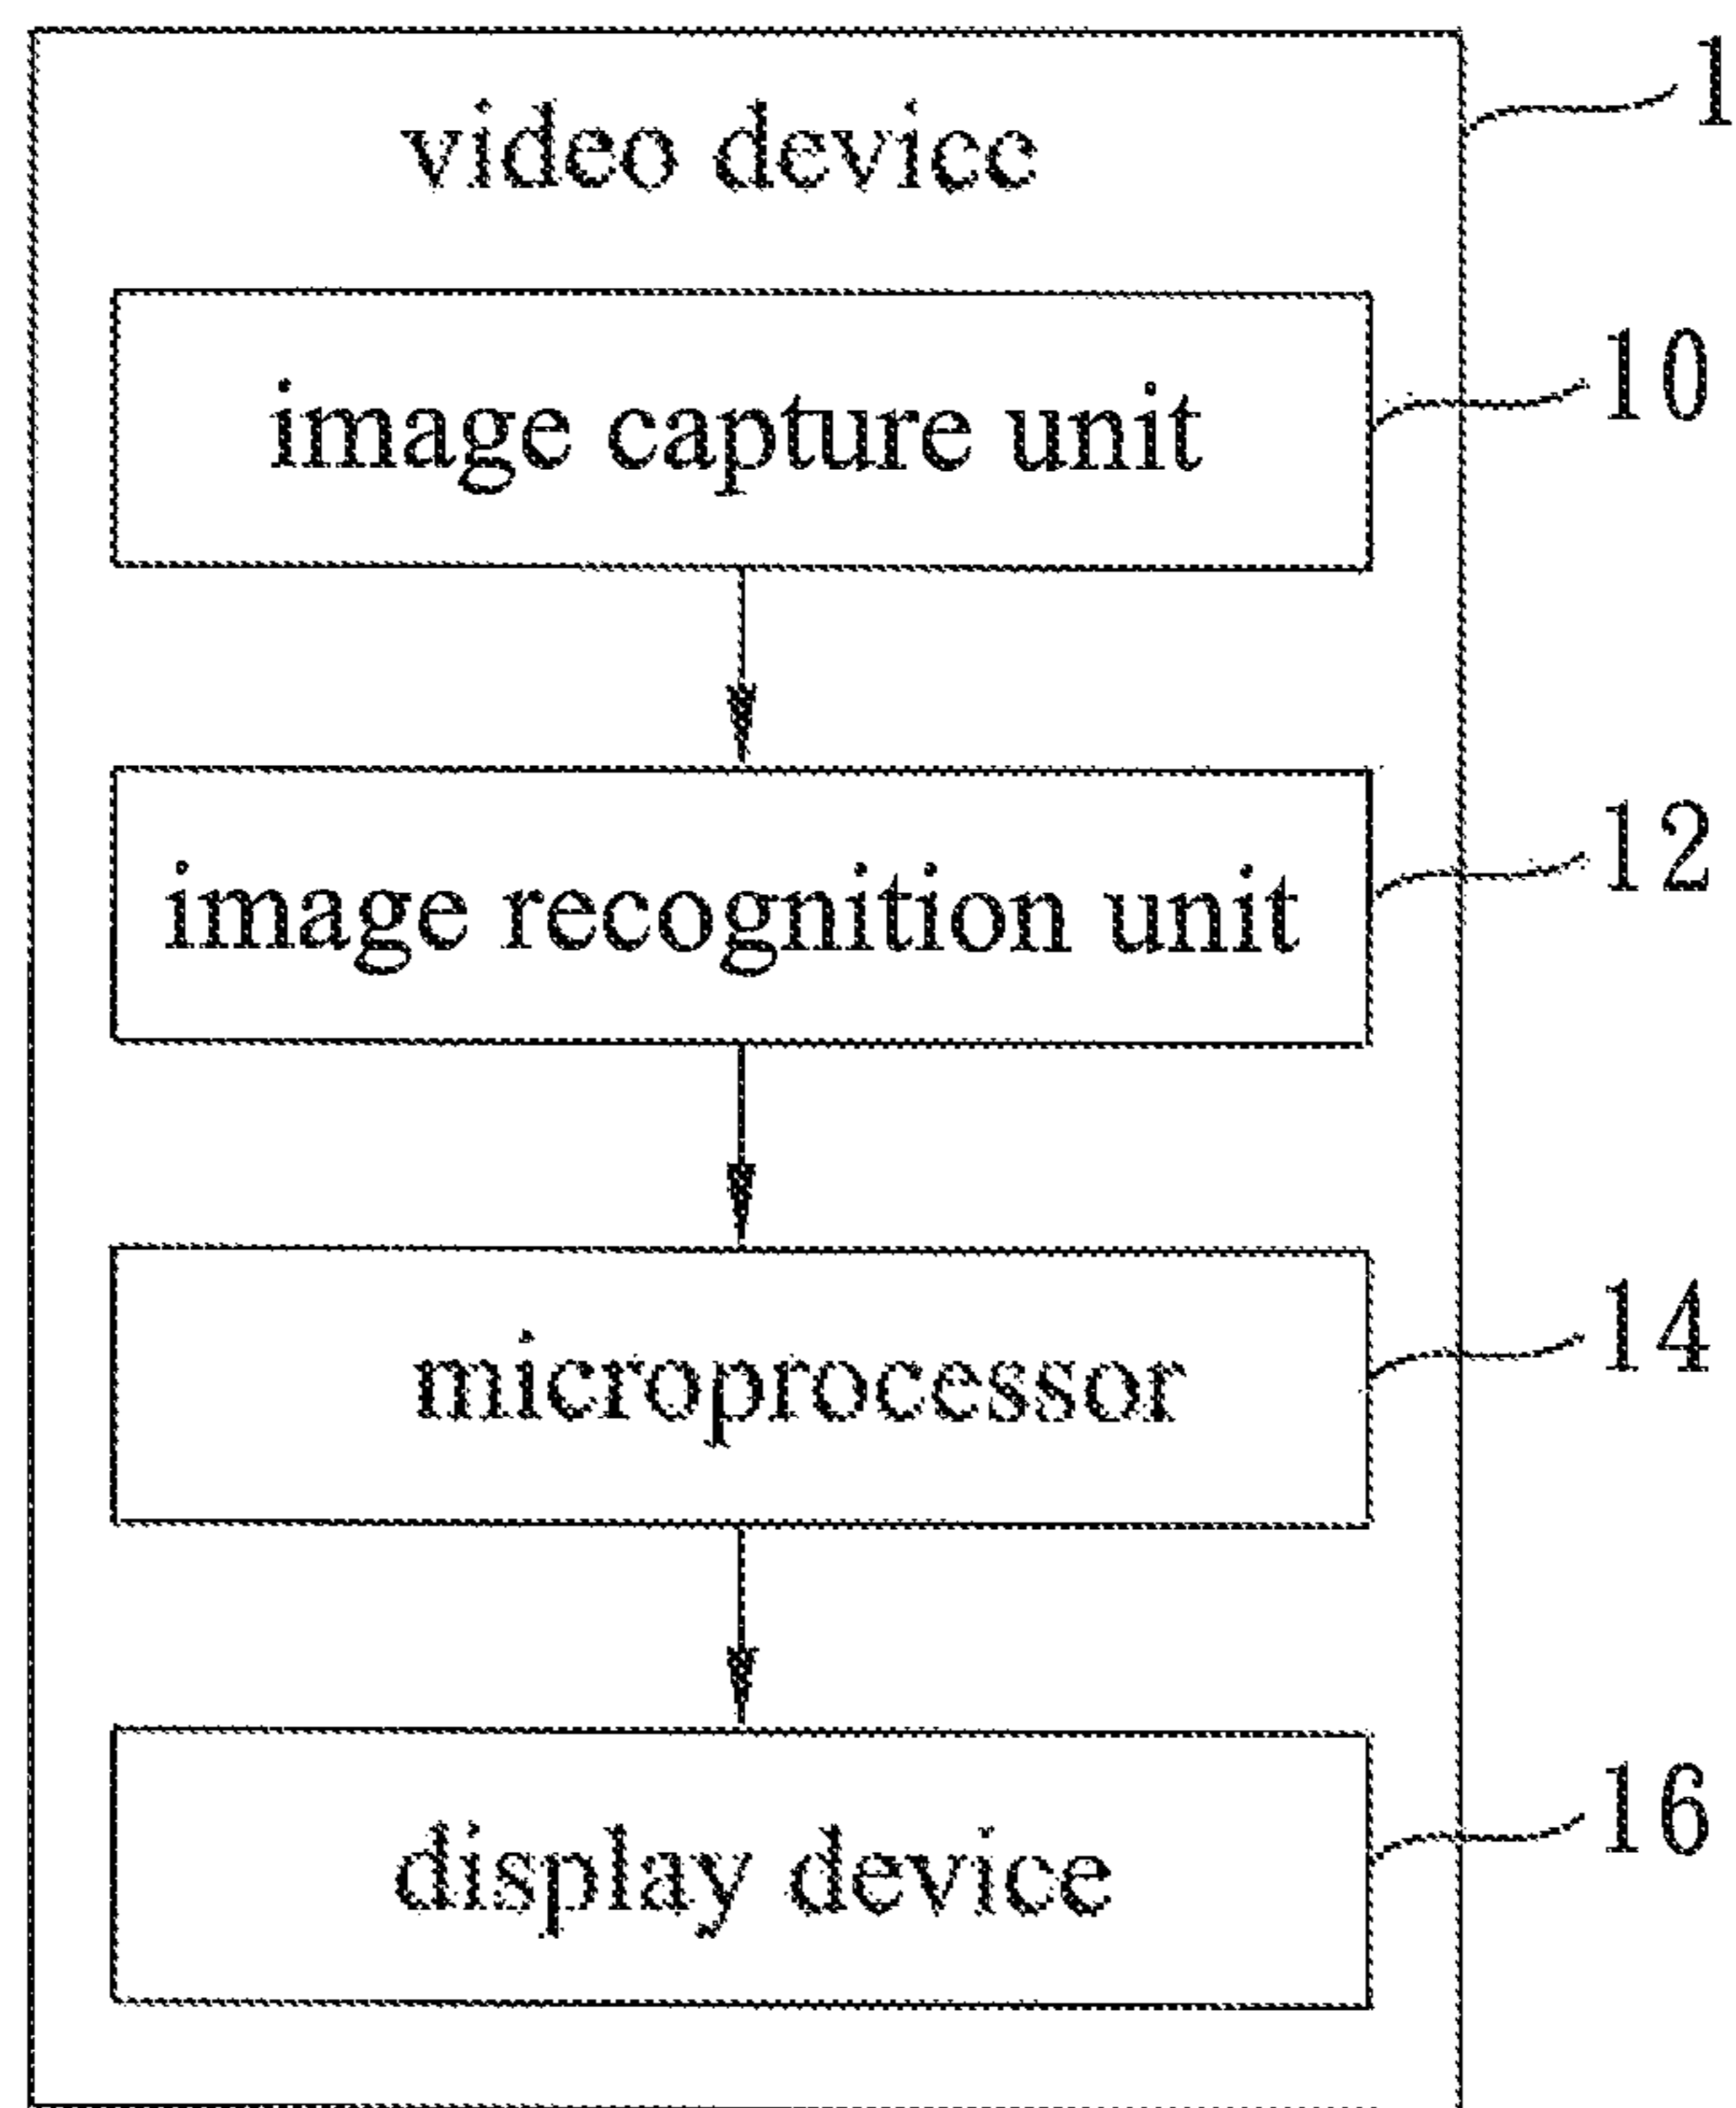 1
video device
image capture unit
10
image recognition unit
12
microprocessor
14
display device
16